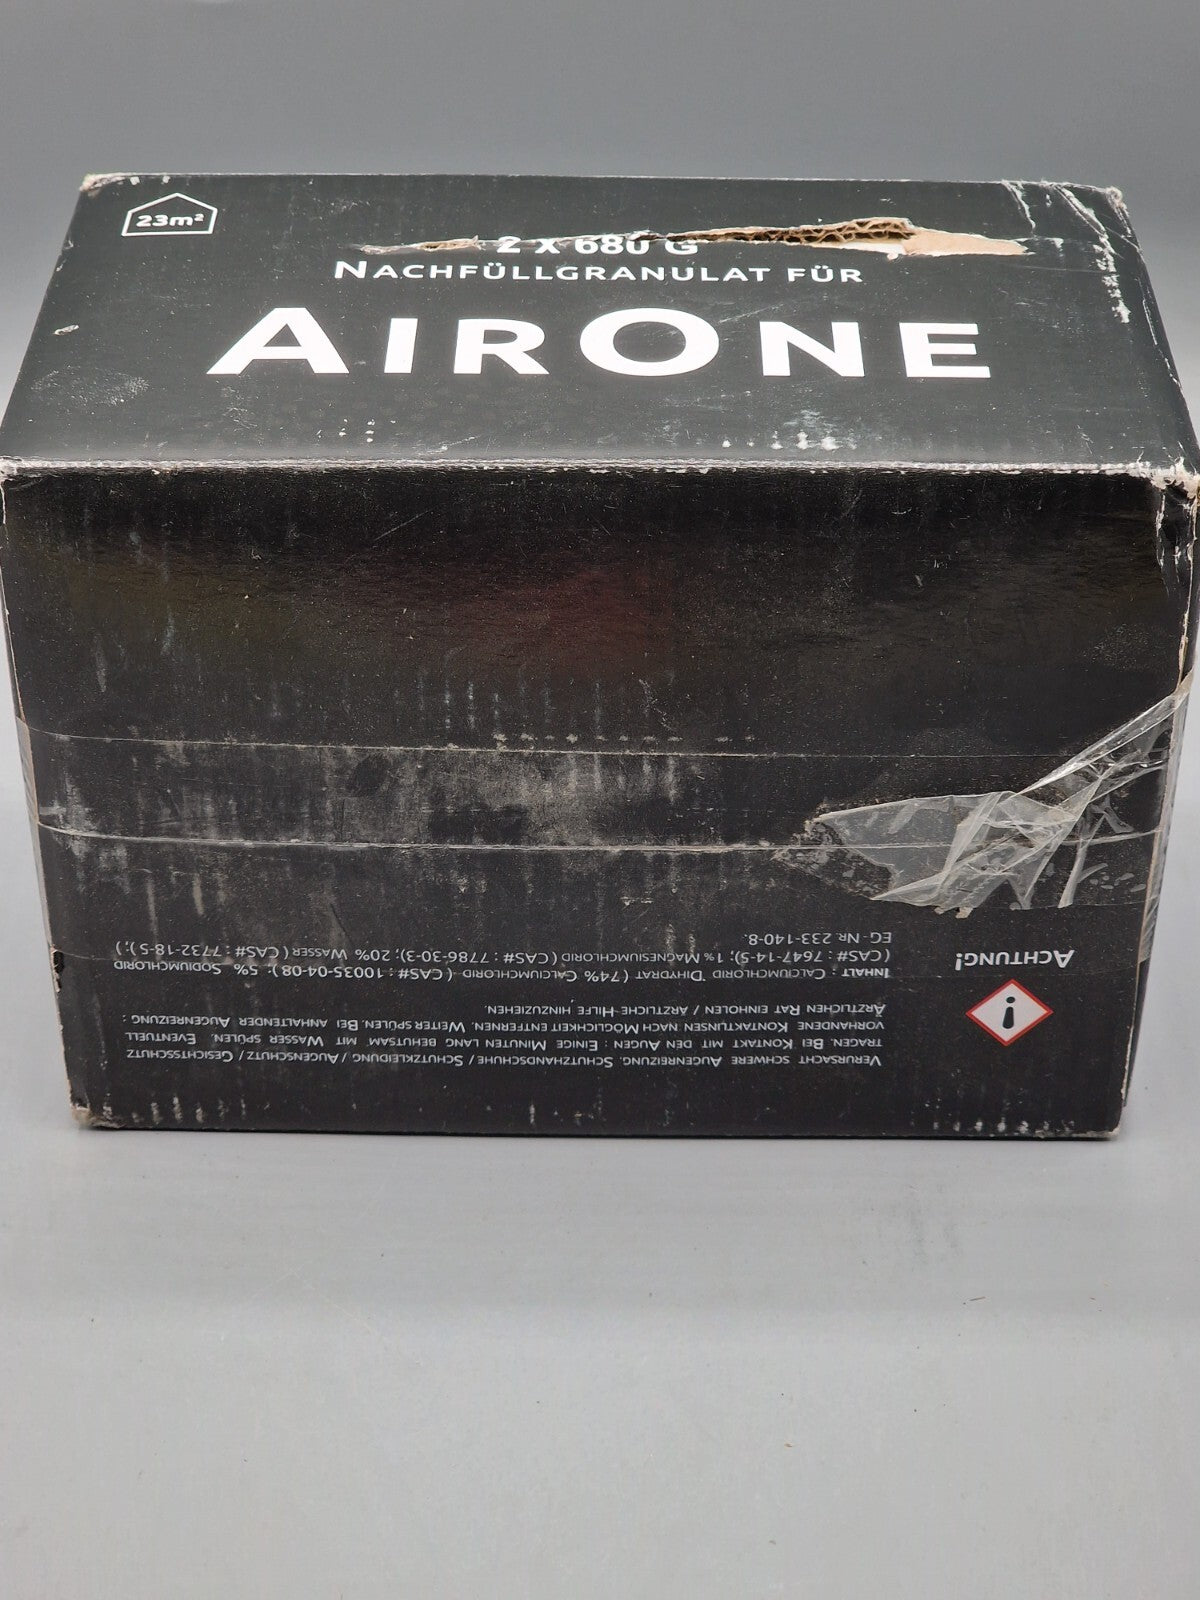 23m²
2 x 680 G
NACHFÜLLGRANULAT FÜR
AIRONE
ACHTUNG!
VERURSACHT SCHWERE AUGENREIZUNG. SCHUTZHANDSCHUHE / SCHUTZKLEIDUNG / AUGENSCHUTZ / GESICHTSSCHUTZ
TRAGEN. BEI KONTAKT MIT DEN AUGEN : EINIGE MINUTEN LANG BEHUTSAM MIT WASSER SPÜLEN. EVENTUELL
VORHANDENE KONTAKTLINSEN NACH MÖGLICHKEIT ENTFERNEN. WEITER SPÜLEN. BEI ANHALTENDER AUGENREIZUNG :
ÄRZTLICHEN RAT EINHOLEN / ÄRZTLICHE HILFE HINZUZIEHEN.
INHALT : CALCIUMCHLORID DIHYDRAT (74% CALCIUMCHLORID (CAS# : 10035-04-08); 5% SODIUMCHLORID
(CAS# : 7647-14-5); 1% MAGNESIUMCHLORID (CAS# : 7786-30-3); 20% WASSER (CAS# : 7732-18-5);)
EG-NR. 233-140-8.